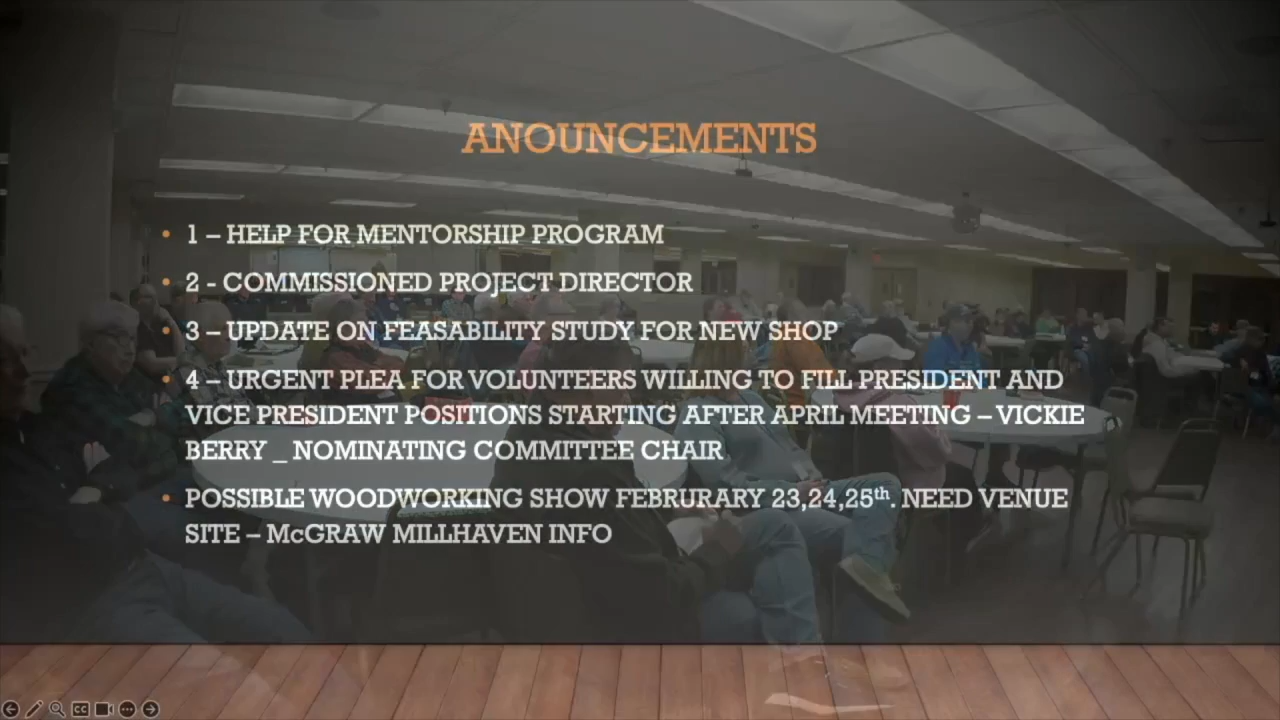 ANOUNCEMENTS
• 1 – HELP FOR MENTORSHIP PROGRAM
• 2 - COMMISSIONED PROJECT DIRECTOR
• 3 – UPDATE ON FEASABILITY STUDY FOR NEW SHOP
• 4 – URGENT PLEA FOR VOLUNTEERS WILLING TO FILL PRESIDENT AND
VICE PRESIDENT POSITIONS STARTING AFTER APRIL MEETING – VICKIE
BERRY _ NOMINATING COMMITTEE CHAIR
• POSSIBLE WOODWORKING SHOW FEBRURARY 23,24,25th. NEED VENUE
SITE – McGRAW MILLHAVEN INFO
CC